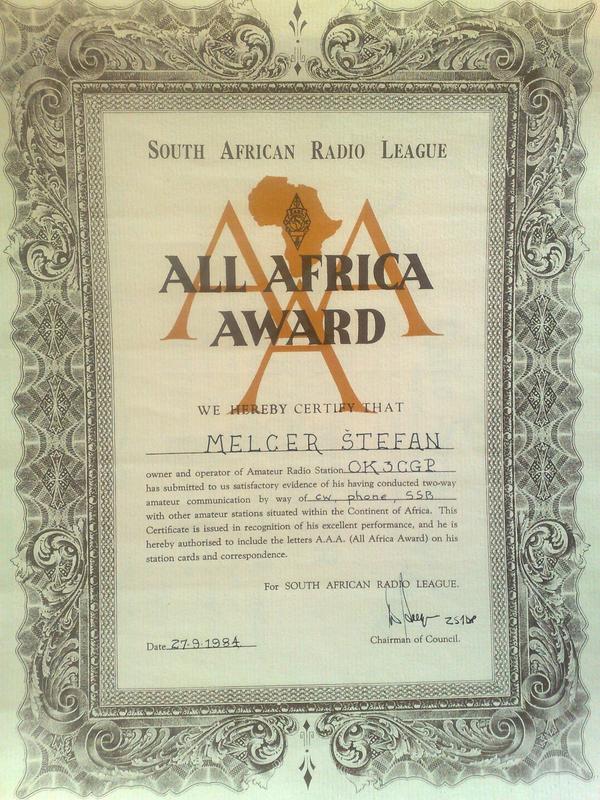 SOUTH AFRICAN RADIO LEAGUE
ALL AFRICA
AWARD
WE HEREBY CERTIFY THAT
MELCER ŠTEFAN
owner and operator of Amateur Radio Station OK3CGP
has submitted to us satisfactory evidence of his having conducted two-way
amateur communication by way of cw, phone, SSB
with other amateur stations situated within the Continent of Africa. This
Certificate is issued in recognition of his excellent performance, and he is
hereby authorised to include the letters A.A.A. (All Africa Award) on his
station cards and correspondence.
For SOUTH AFRICAN RADIO LEAGUE.
ZS1DP
Date 27.9.1984 Chairman of Council.